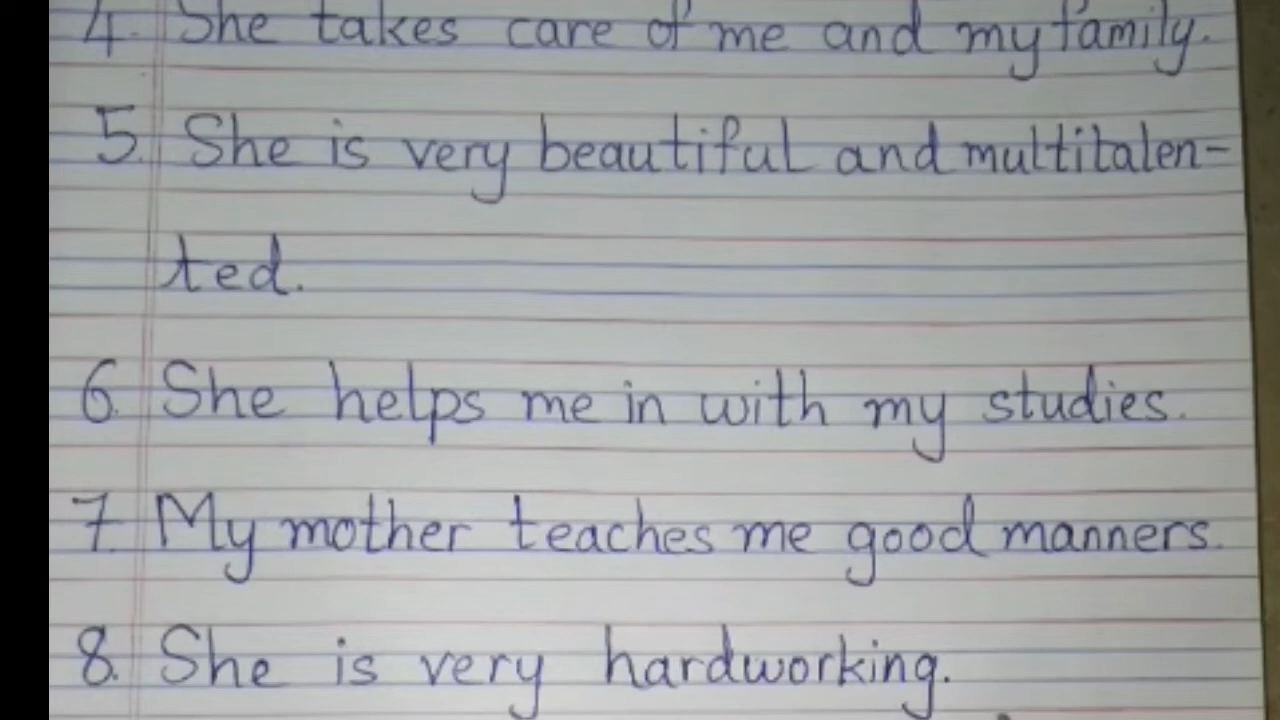 4. She takes care of me and my family.
5. She is very beautiful and multitalen-
ted.
6. She helps me in with my studies.
7. My mother teaches me good manners.
8. She is very hardworking.